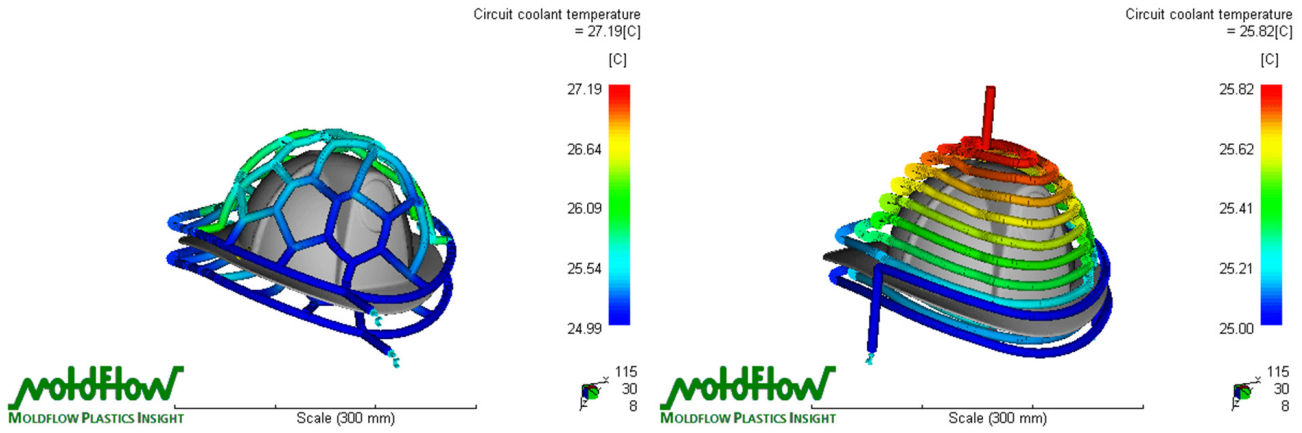 Circuit coolant temperature
= 27.19[C]
[C]
27.19
26.64
26.09
25.54
24.99
moldflow
MOLDFLOW PLASTICS INSIGHT
Scale (300 mm)
115
30
8
Circuit coolant temperature
= 25.82[C]
[C]
25.82
25.62
25.41
25.21
25.00
moldflow
MOLDFLOW PLASTICS INSIGHT
Scale (300 mm)
115
30
8